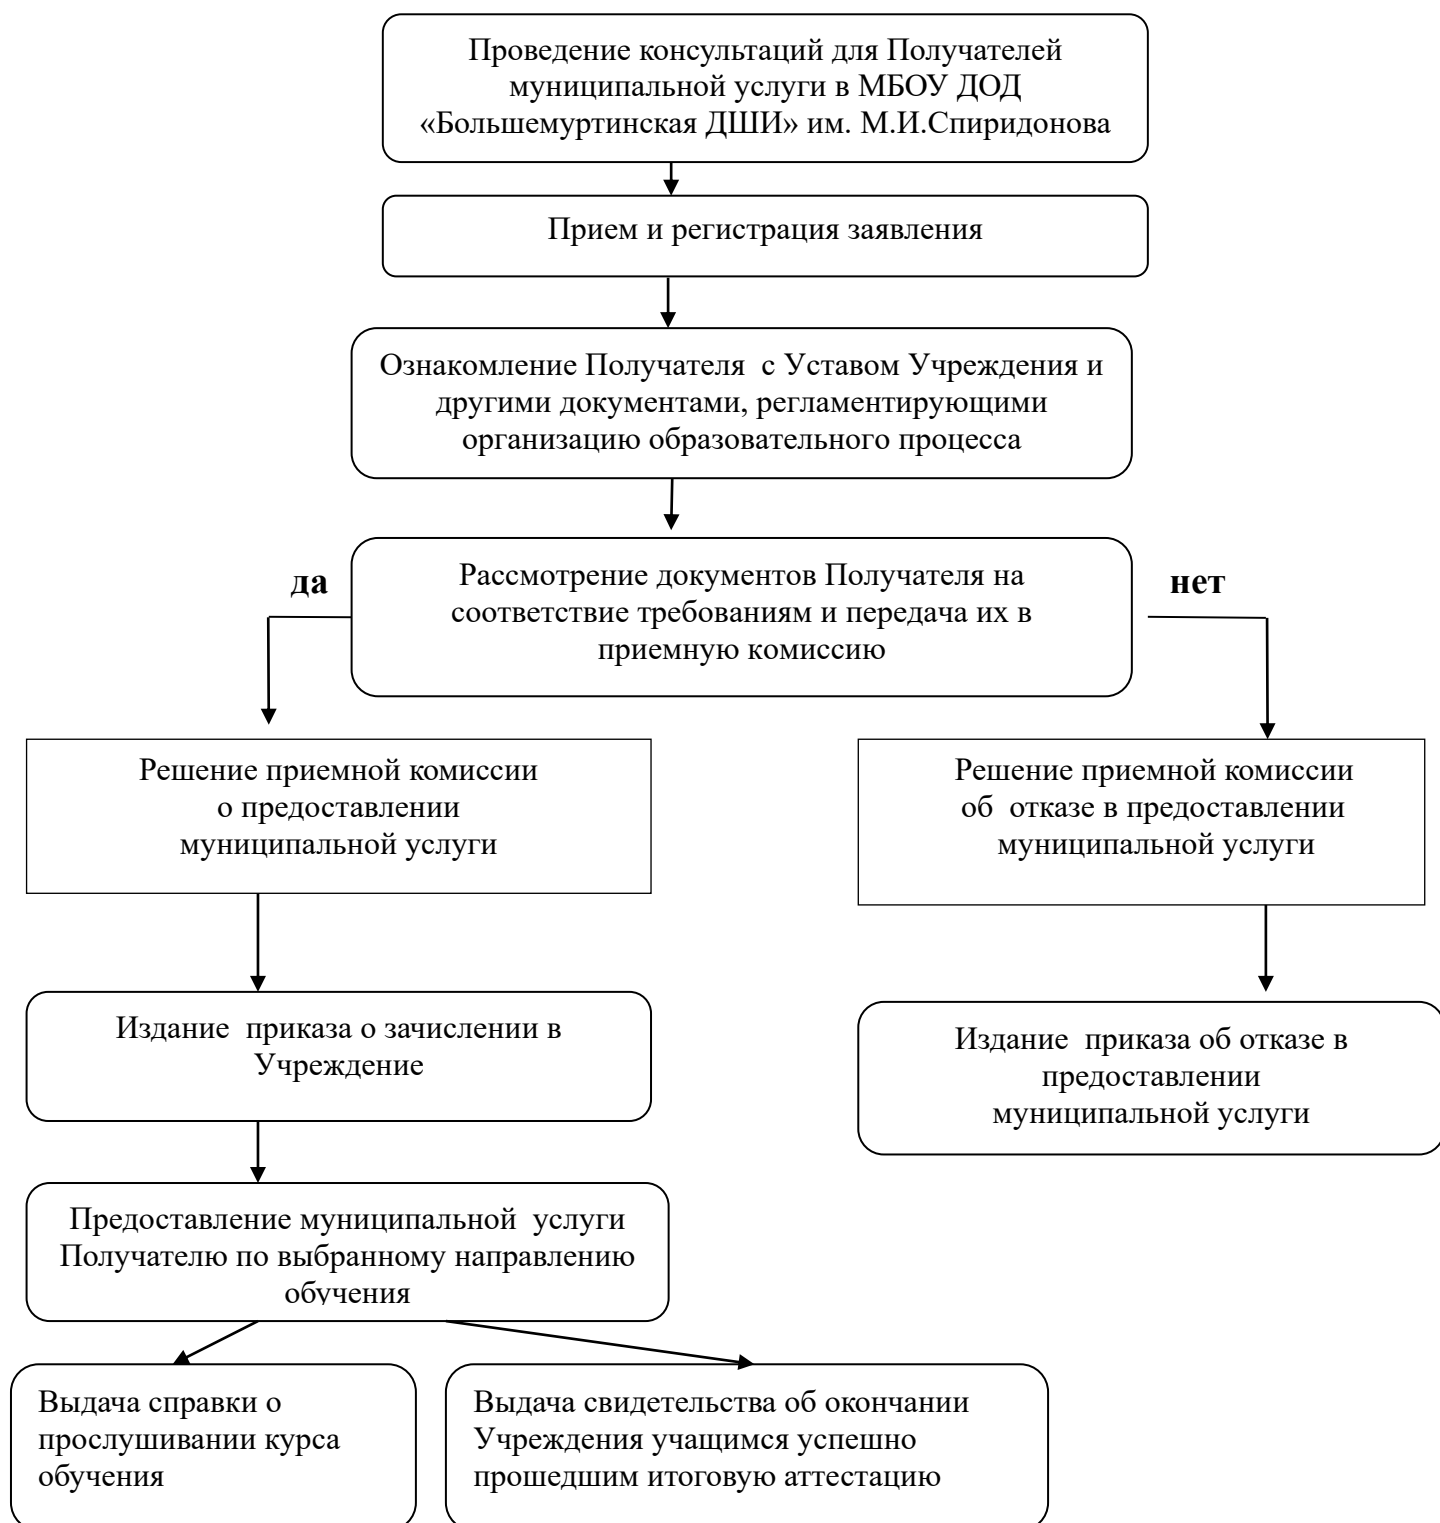 Проведение консультаций для Получателей
муниципальной услуги в МБОУ ДОД
«Большемуртинская ДШИ» им. М.И.Спиридонова
Прием и регистрация заявления
Ознакомление Получателя с Уставом Учреждения и
другими документами, регламентирующими
организацию образовательного процесса
да
Рассмотрение документов Получателя на
соответствие требованиям и передача их в
приемную комиссию
нет
Решение приемной комиссии
о предоставлении
муниципальной услуги
Решение приемной комиссии
об отказе в предоставлении
муниципальной услуги
Издание приказа о зачислении в
Учреждение
Издание приказа об отказе в
предоставлении
муниципальной услуги
Предоставление муниципальной услуги
Получателю по выбранному направлению
обучения
Выдача справки о
прослушивании курса
обучения
Выдача свидетельства об окончании
Учреждения учащимся успешно
прошедшим итоговую аттестацию